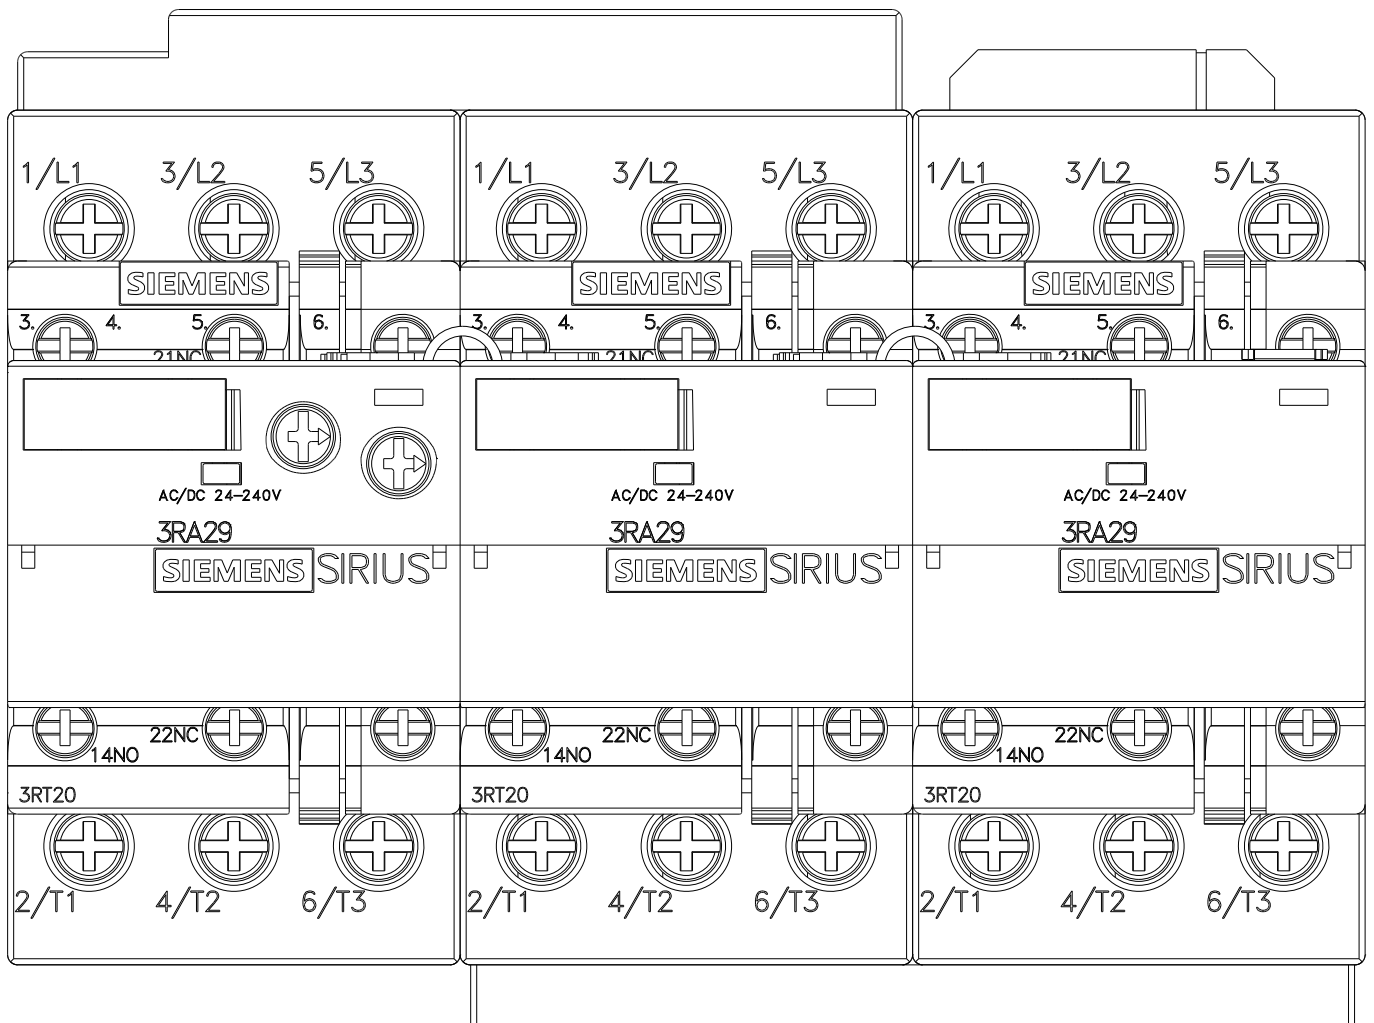 1/L1 3/L2 5/L3 1/L1 3/L2 5/L3 1/L1 3/L2 5/L3
SIEMENS SIEMENS SIEMENS
3. 4. 5. 6. 3. 4. 5. 6. 3. 4. 5. 6.
21NC 21NC 21NC
AC/DC 24-240V AC/DC 24-240V AC/DC 24-240V
3RA29 3RA29 3RA29
SIEMENS SIRIUS SIEMENS SIRIUS SIEMENS SIRIUS
22NC 22NC 22NC
14NO 14NO 14NO
3RT20 3RT20 3RT20
2/T1 4/T2 6/T3 2/T1 4/T2 6/T3 2/T1 4/T2 6/T3